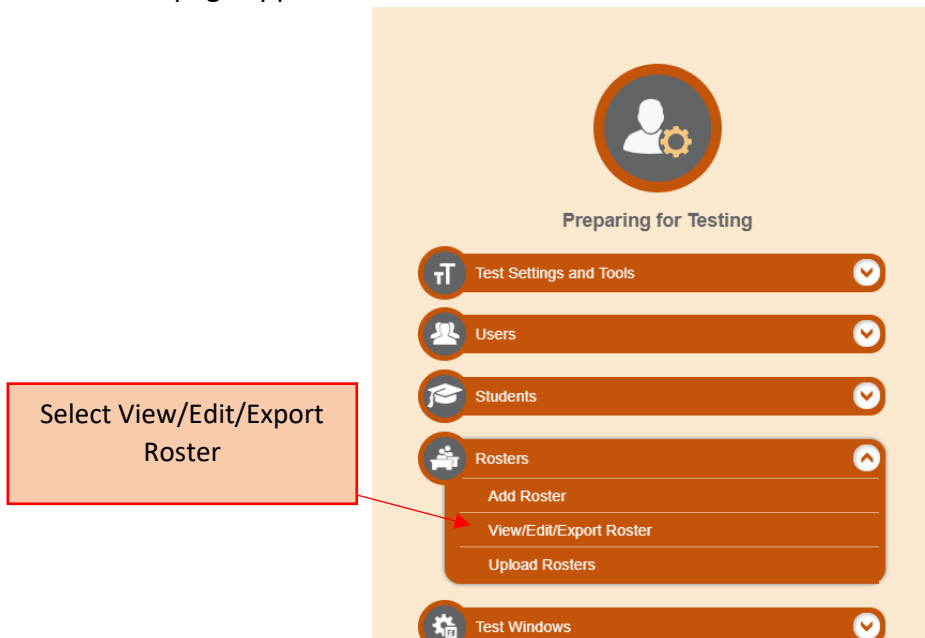 Preparing for Testing
Test Settings and Tools
Users
Students
Select View/Edit/Export
Roster
Rosters
Add Roster
View/Edit/Export Roster
Upload Rosters
Test Windows